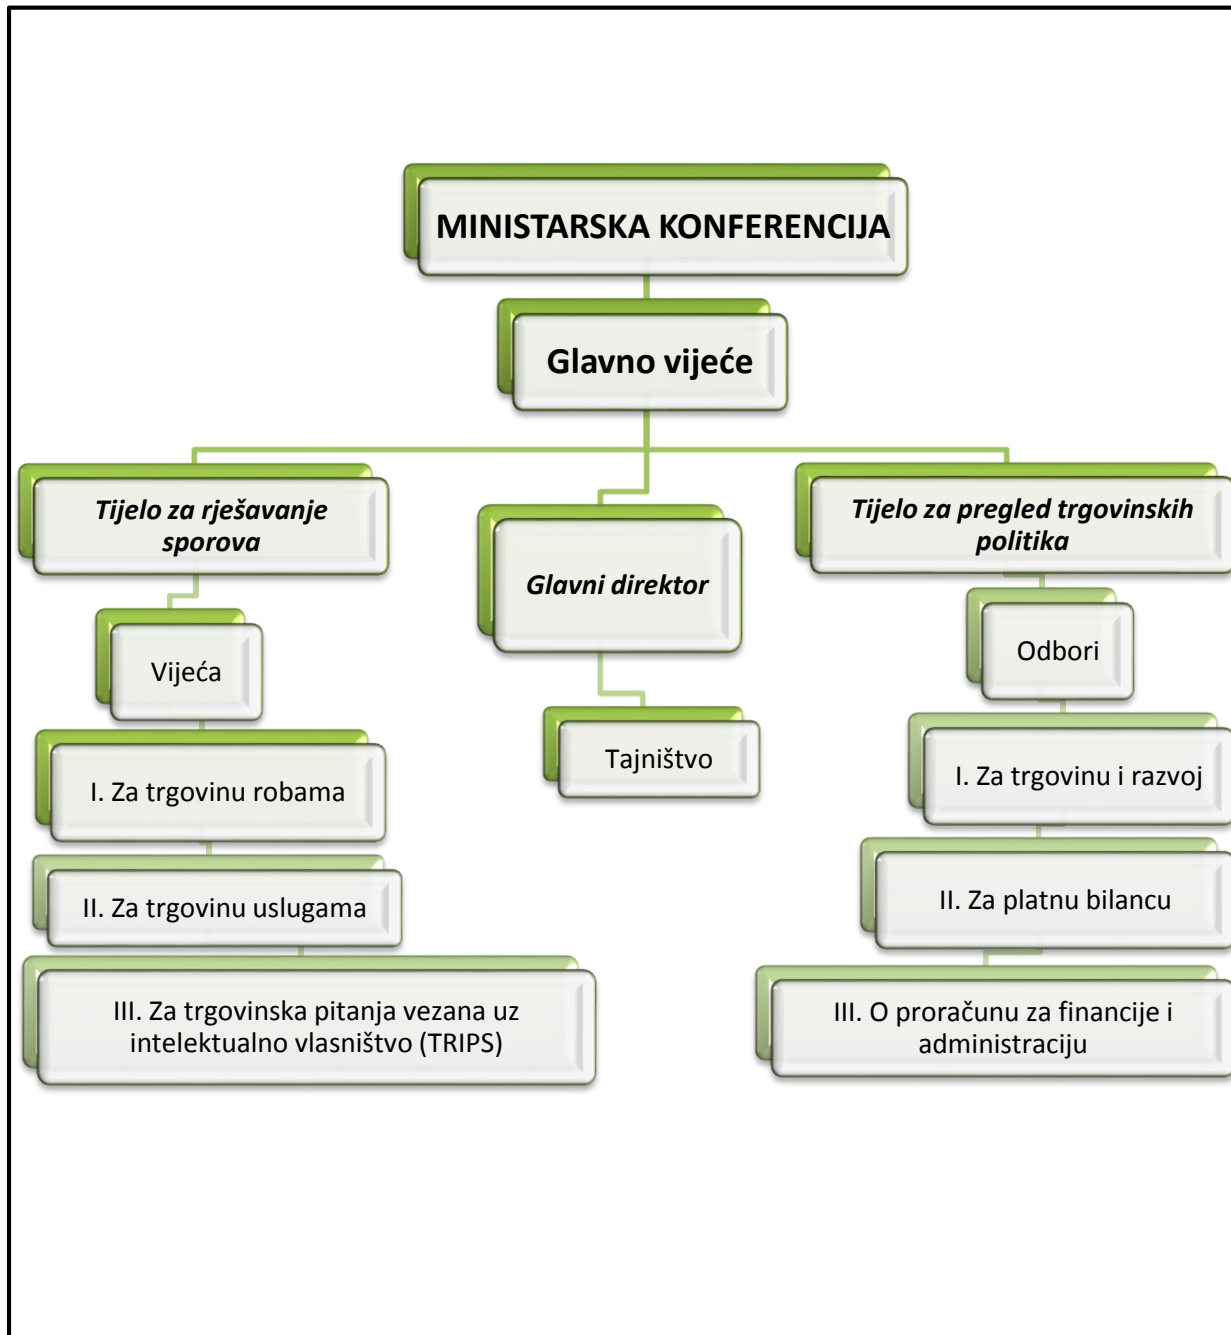 MINISTARSKA KONFERENCIJA
Glavno vijeće
Tijelo za rješavanje
sporova
Vijeća
I. Za trgovinu robama
II. Za trgovinu uslugama
III. Za trgovinska pitanja vezana uz
intelektualno vlasništvo (TRIPS)
Glavni direktor
Tajništvo
Tijelo za pregled trgovinskih
politika
Odbori
I. Za trgovinu i razvoj
II. Za platnu bilancu
III. O proračunu za financije i
administraciju